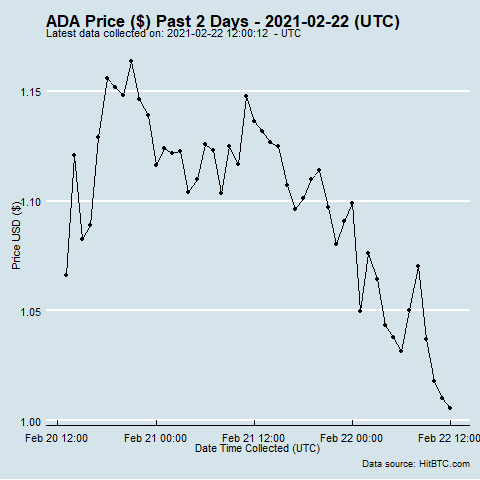 ADA Price ($) Past 2 Days - 2021-02-22 (UTC)
Latest data collected on: 2021-02-22 12:00:12  - UTC
Price USD ($)
1.15
1.10
1.05
1.00
Feb 20 12:00 Feb 21 00:00 Feb 21 12:00 Feb 22 00:00 Feb 22 12:00
Date Time Collected (UTC)
Data source: HitBTC.com